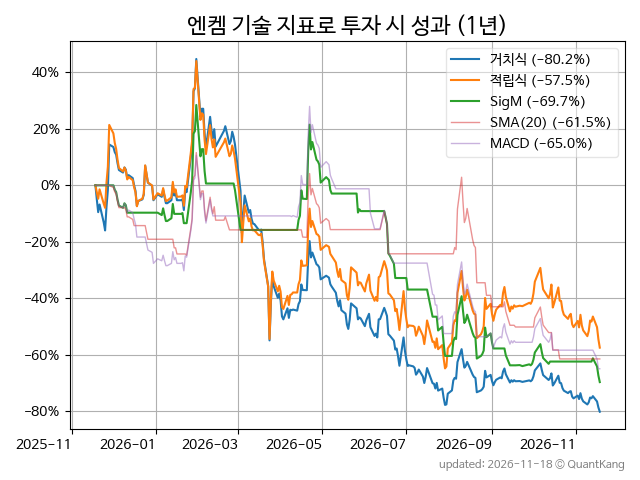 엔켐 기술 지표로 투자 시 성과 (1년)
거치식 (−80.2%)
적립식 (−57.5%)
SigM (−69.7%)
SMA(20) (−61.5%)
MACD (−65.0%)
40%
20%
0%
−20%
−40%
−60%
−80%
2025-11 2026-01 2026-03 2026-05 2026-07 2026-09 2026-11
updated: 2026-11-18 © QuantKang